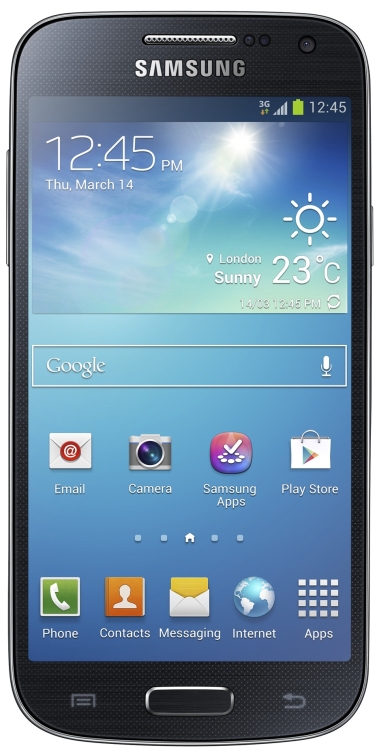 SAMSUNG
3G 12:45
12:45 PM
Thu, March 14
London
Sunny 23°C
14/03 12:45 PM
Google
@
Email
Camera
Samsung
Apps
Play Store
Phone
Contacts
Messaging
Internet
Apps